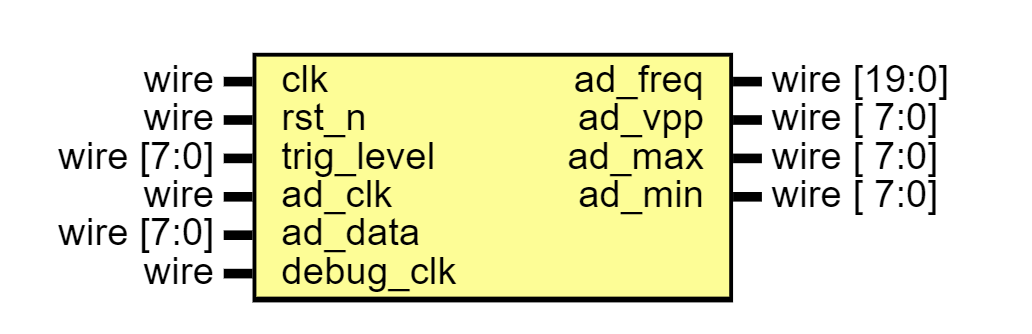 wire clk ad_freq wire [19:0]
wire rst_n ad_vpp wire [ 7:0]
wire [7:0] trig_level ad_max wire [ 7:0]
wire ad_clk ad_min wire [ 7:0]
wire [7:0] ad_data
wire debug_clk